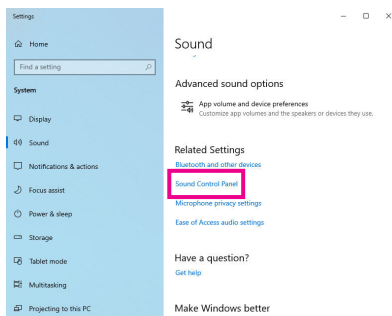 Settings
Home
Find a setting
System
Display
Sound
Notifications & actions
Focus assist
Power & sleep
Storage
Tablet mode
Multitasking
Projecting to this PC
Sound
Advanced sound options
App volume and device preferences
Customize app volumes and the speakers or devices they use.
Related Settings
Bluetooth and other devices
Sound Control Panel
Microphone privacy settings
Ease of Access audio settings
Have a question?
Get help
Make Windows better